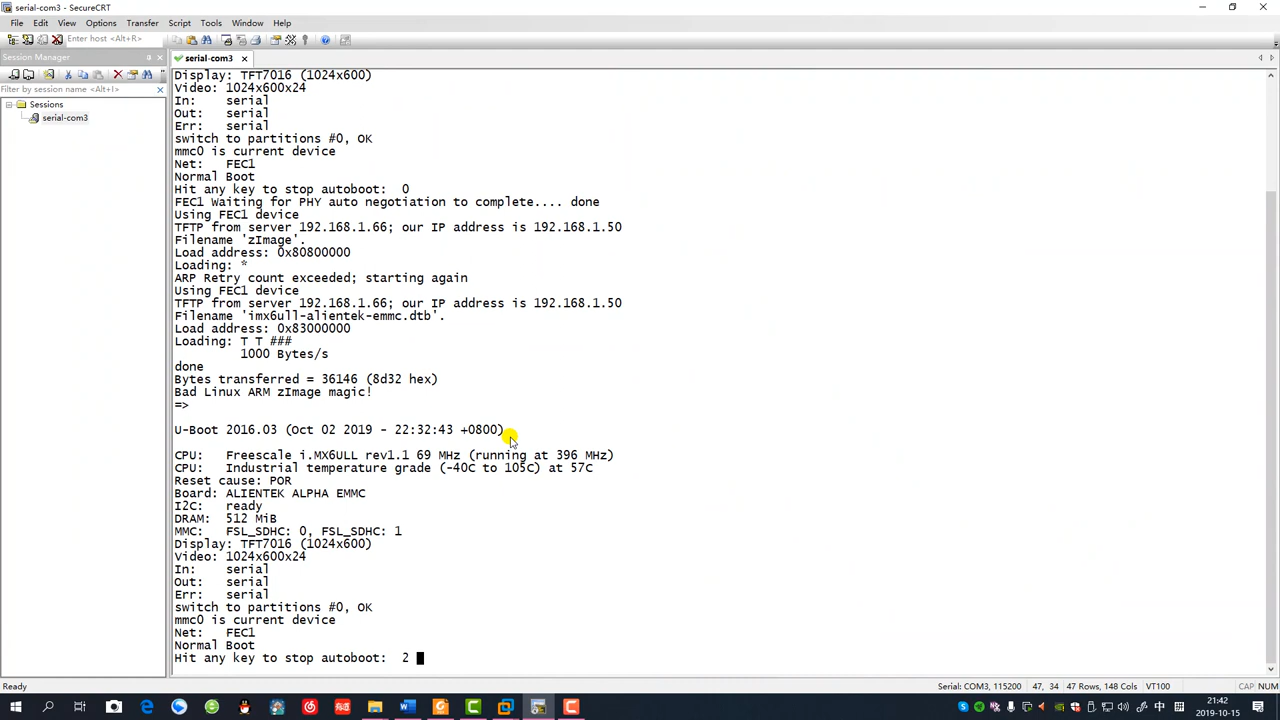 serial-com3 - SecureCRT
File Edit View Options Transfer Script Tools Window Help
Enter host <Alt+R>
Session Manager
serial-com3
Filter by session name <Alt+I>
Sessions
serial-com3
Display: TFT7016 (1024x600)
Video: 1024x600x24
In:    serial
Out:   serial
Err:   serial
switch to partitions #0, OK
mmc0 is current device
Net:   FEC1
Normal Boot
Hit any key to stop autoboot:  0
FEC1 Waiting for PHY auto negotiation to complete.... done
Using FEC1 device
TFTP from server 192.168.1.66; our IP address is 192.168.1.50
Filename 'zImage'.
Load address: 0x80800000
Loading: *
ARP Retry count exceeded; starting again
Using FEC1 device
TFTP from server 192.168.1.66; our IP address is 192.168.1.50
Filename 'imx6ull-alientek-emmc.dtb'.
Load address: 0x83000000
Loading: T T ###
1000 Bytes/s
done
Bytes transferred = 36146 (8d32 hex)
Bad Linux ARM zImage magic!
=>
U-Boot 2016.03 (Oct 02 2019 - 22:32:43 +0800)
CPU:   Freescale i.MX6ULL rev1.1 69 MHz (running at 396 MHz)
CPU:   Industrial temperature grade (-40C to 105C) at 57C
Reset cause: POR
Board: ALIENTEK ALPHA EMMC
I2C:   ready
DRAM:  512 MiB
MMC:   FSL_SDHC: 0, FSL_SDHC: 1
Display: TFT7016 (1024x600)
Video: 1024x600x24
In:    serial
Out:   serial
Err:   serial
switch to partitions #0, OK
mmc0 is current device
Net:   FEC1
Normal Boot
Hit any key to stop autoboot:  2
Ready
Serial: COM3, 115200 47, 34 47 Rows, 148 Cols VT100 CAP NUM
中 拼 21:42
2019-10-15